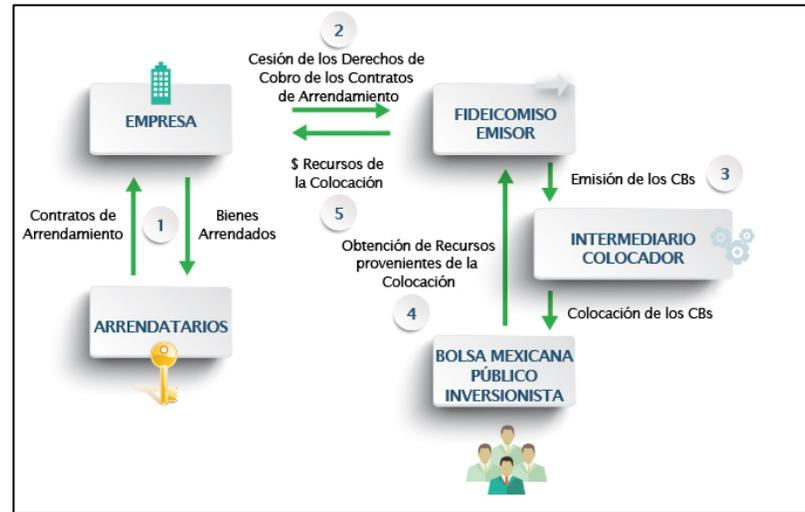 2
Cesión de los Derechos de
Cobro de los Contratos
de Arrendamiento
EMPRESA
FIDEICOMISO
EMISOR
$ Recursos de
la Colocación
5
Emisión de los CBs
3
Contratos de
Arrendamiento
1
Bienes
Arrendados
INTERMEDIARIO
COLOCADOR
Obtención de Recursos
provenientes de la
Colocación
4
ARRENDATARIOS
Colocación de los CBs
BOLSA MEXICANA
PÚBLICO
INVERSIONISTA